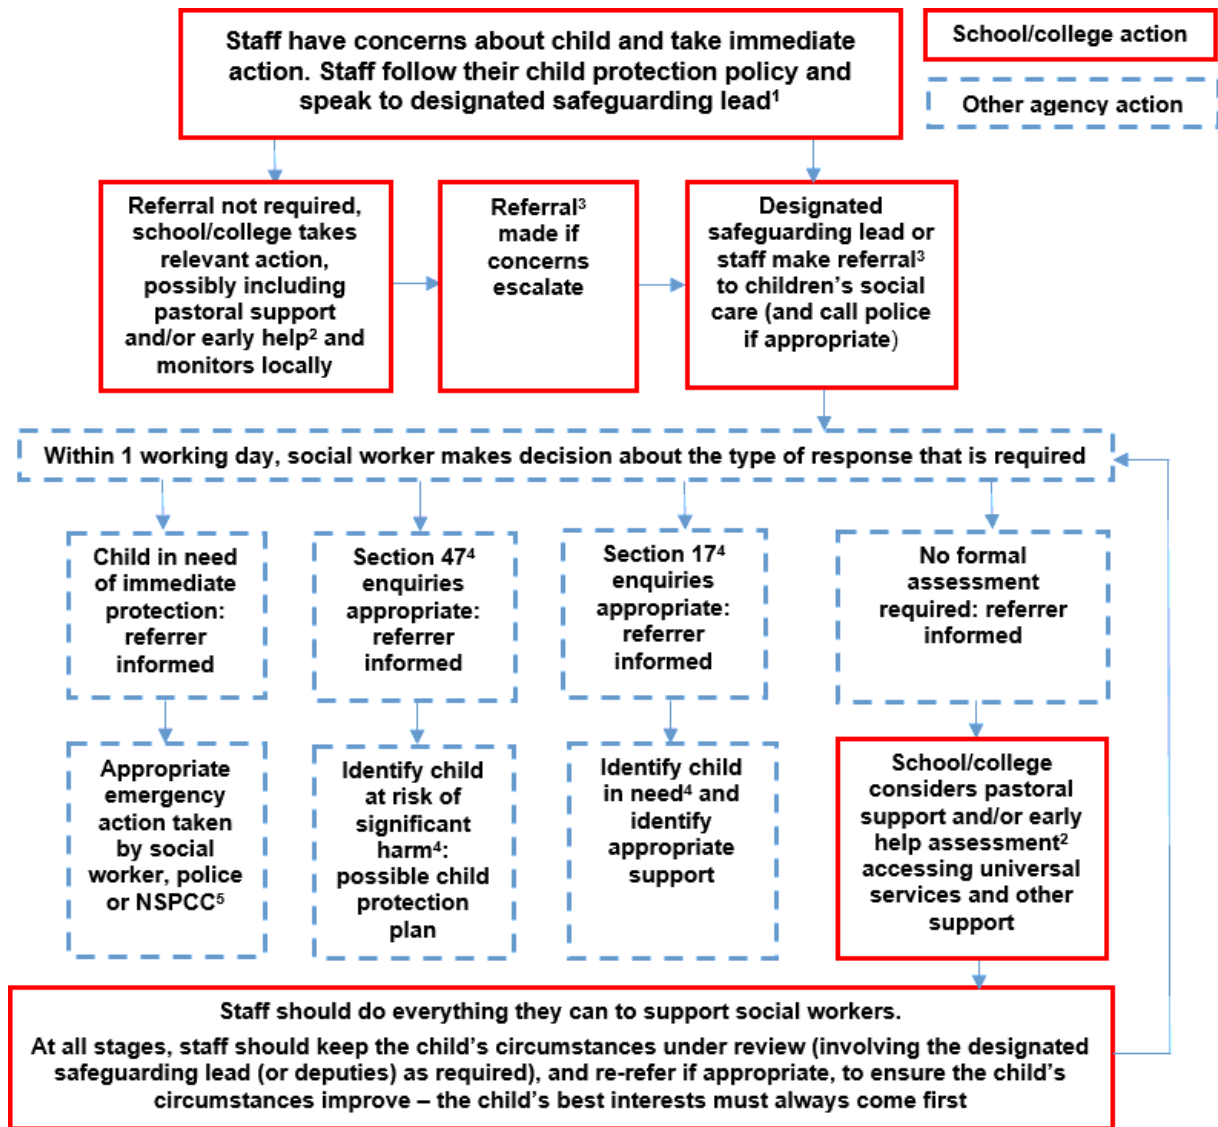 Staff have concerns about child and take immediate
action. Staff follow their child protection policy and
speak to designated safeguarding lead¹
School/college action
Other agency action
Referral not required,
school/college takes
relevant action,
possibly including
pastoral support
and/or early help² and
monitors locally
Referral³
made if
concerns
escalate
Designated
safeguarding lead or
staff make referral³
to children’s social
care (and call police
if appropriate)
Within 1 working day, social worker makes decision about the type of response that is required
Child in need
of immediate
protection:
referrer
informed
Section 47⁴
enquiries
appropriate:
referrer
informed
Section 17⁴
enquiries
appropriate:
referrer
informed
No formal
assessment
required: referrer
informed
Appropriate
emergency
action taken
by social
worker, police
or NSPCC⁵
Identify child
at risk of
significant
harm⁴:
possible child
protection
plan
Identify child
in need⁴ and
identify
appropriate
support
School/college
considers pastoral
support and/or early
help assessment²
accessing universal
services and other
support
Staff should do everything they can to support social workers.
At all stages, staff should keep the child’s circumstances under review (involving the designated
safeguarding lead (or deputies) as required), and re-refer if appropriate, to ensure the child’s
circumstances improve – the child’s best interests must always come first